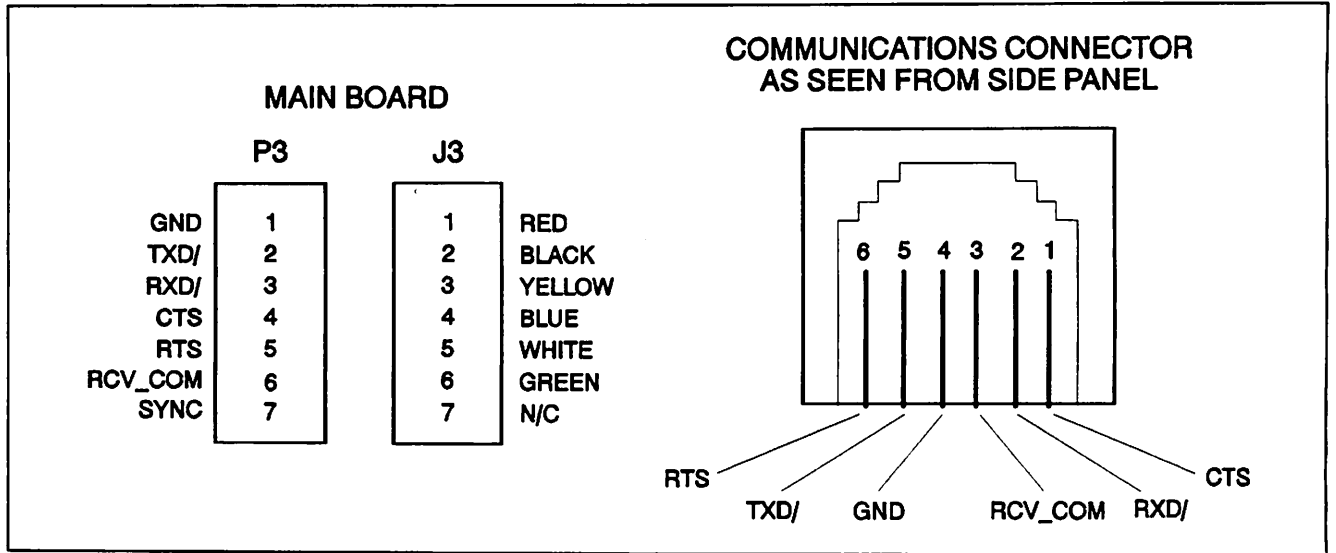 MAIN BOARD
P3 J3
GND 1 1 RED
TXD/ 2 2 BLACK
RXD/ 3 3 YELLOW
CTS 4 4 BLUE
RTS 5 5 WHITE
RCV_COM 6 6 GREEN
SYNC 7 7 N/C
COMMUNICATIONS CONNECTOR
AS SEEN FROM SIDE PANEL
6 5 4 3 2 1
RTS CTS
TXD/ GND RCV_COM RXD/